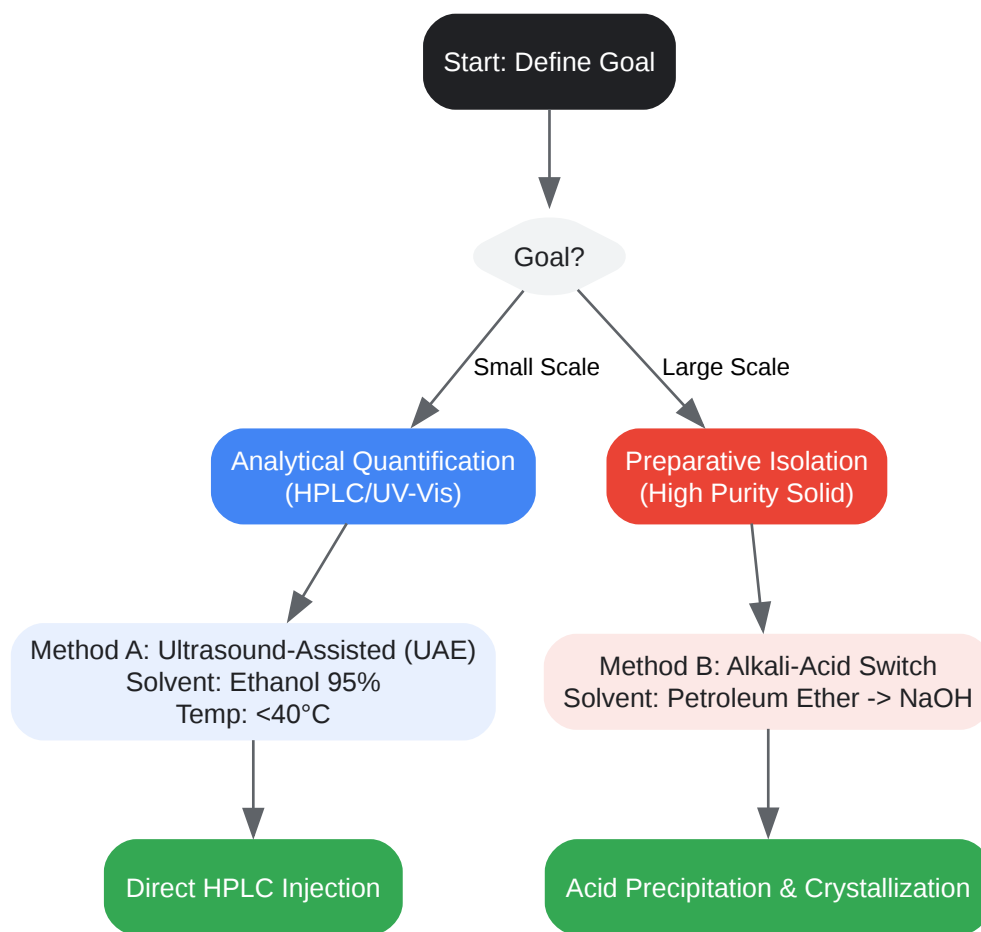 Start: Define Goal
Goal?
Small Scale
Large Scale
Analytical Quantification
(HPLC/UV-Vis)
Preparative Isolation
(High Purity Solid)
Method A: Ultrasound-Assisted (UAE)
Solvent: Ethanol 95%
Temp: <40°C
Method B: Alkali-Acid Switch
Solvent: Petroleum Ether -> NaOH
Direct HPLC Injection
Acid Precipitation & Crystallization